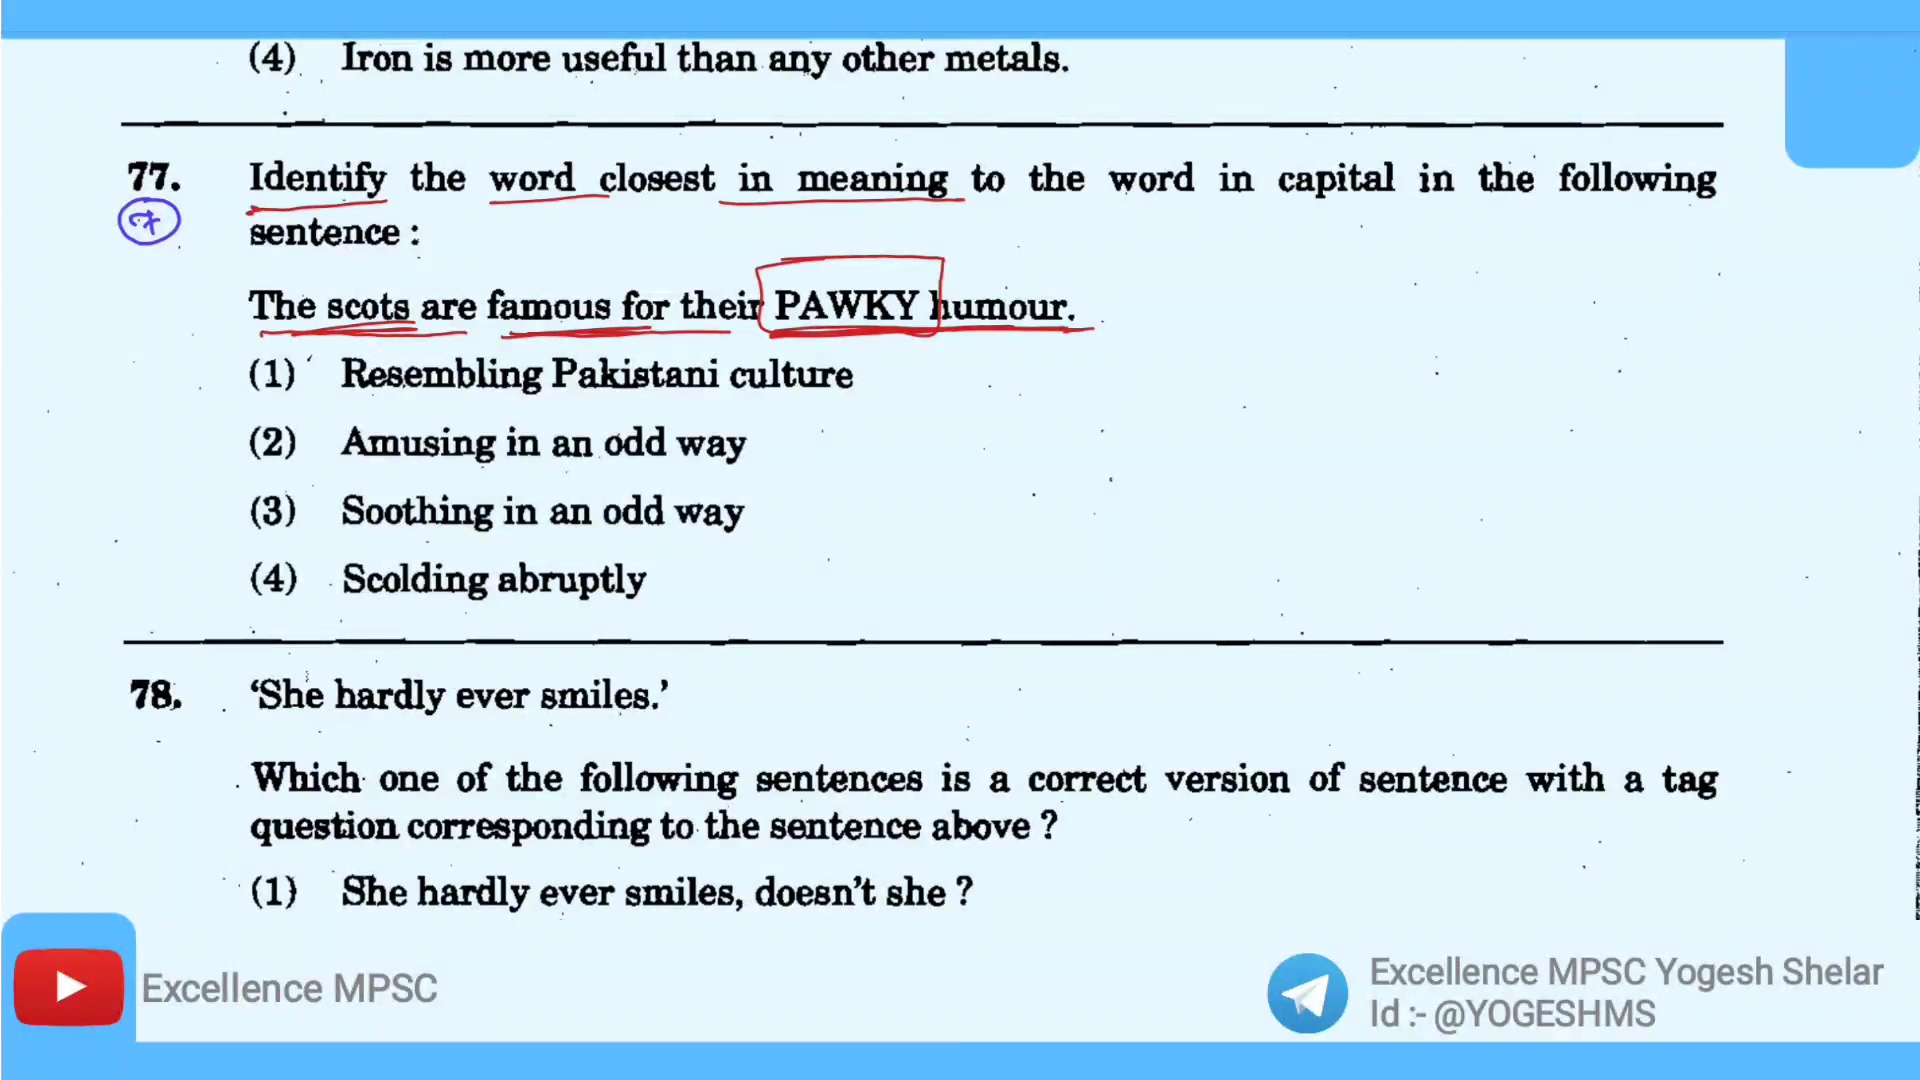 (4) Iron is more useful than any other metals.
77. Identify the word closest in meaning to the word in capital in the following
7
sentence :
The scots are famous for their PAWKY humour.
(1) Resembling Pakistani culture
(2) Amusing in an odd way
(3) Soothing in an odd way
(4) Scolding abruptly
78. ‘She hardly ever smiles.’
Which one of the following sentences is a correct version of sentence with a tag
question corresponding to the sentence above ?
(1) She hardly ever smiles, doesn’t she ?
Excellence MPSC
Excellence MPSC Yogesh Shelar
Id :- @YOGESHMS